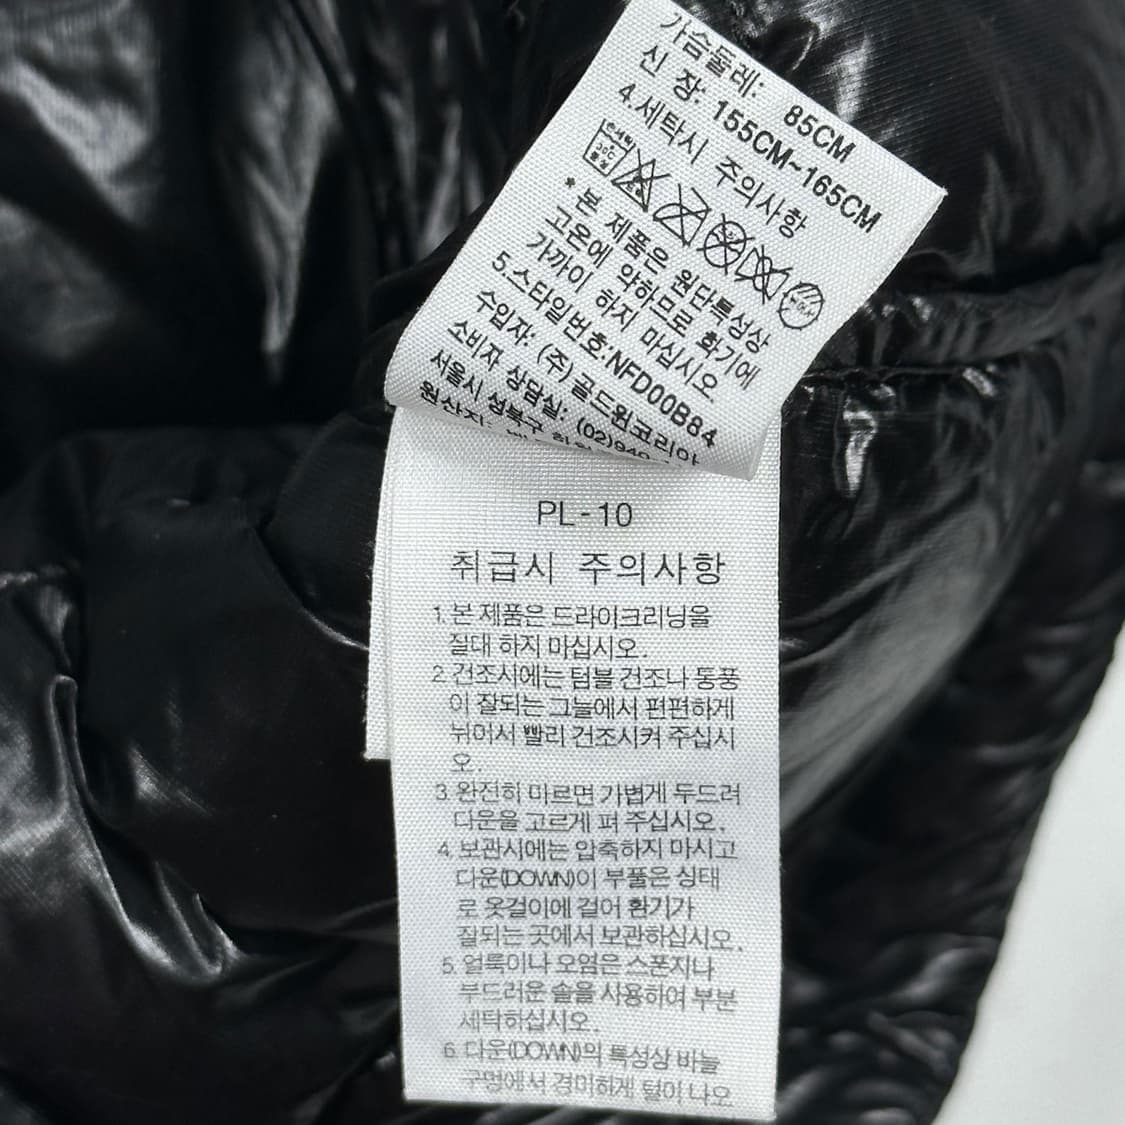 가슴둘레: 85CM
신 장: 155CM~165CM
4.세탁시 주의사항
손세탁
30℃
중성
* 본 제품은 원단특성상
고온에 약하므로 화기에
가까이 하지 마십시오
5.스타일번호:NFD00B84
수입자: (주)골드윈코리아
소비자 상담실: (02)940
서울시 성북구
원산지:
PL-10
취급시 주의사항
1. 본 제품은 드라이크리닝을
절대 하지 마십시오.
2. 건조시에는 텀블 건조나 통풍
이 잘되는 그늘에서 편편하게
뉘어서 빨리 건조시켜 주십시
오.
3. 완전히 마르면 가볍게 두드려
다운을 고르게 펴 주십시오.
4. 보관시에는 압축하지 마시고
다운(DOWN)이 부풀은 상태
로 옷걸이에 걸어 환기가
잘되는 곳에서 보관하십시오.
5. 얼룩이나 오염은 스폰지나
부드러운 솔을 사용하여 부분
세탁하십시오.
6. 다운(DOWN)의 특성상 바늘
구멍에서 경미하게 털이 나오